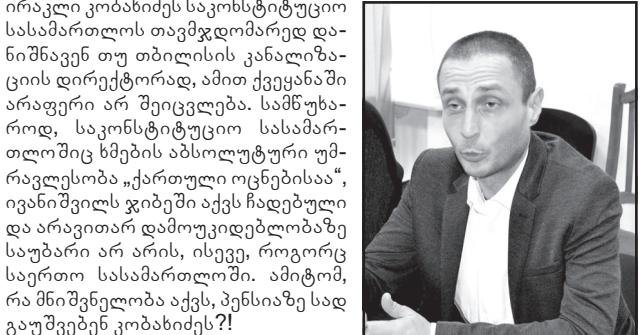 ირაკლი კობახიძეს საკონსტიტუციო
სასამართლოს თავმჯდომარედ და-
ნიშნავენ თუ თბილისის კანალიზა-
ციის დირექტორად, ამით ქვეყანაში
არაფერი არ შეიცვლება. სამწუხა-
როდ, საკონსტიტუციო სასამარ-
თლოშიც ხმების აბსოლუტური უმ-
რავლესობა „ქართული ოცნებისაა“,
ივანიშვილს ჯიბეში აქვს ჩადებული
და არავითარ დამოუკიდებლობაზე
საუბარი არ არის, ისევე, როგორც
საერთო სასამართლოში. ამიტომ,
რა მნიშვნელობა აქვს, პენსიაზე სად
გაუშვებენ კობახიძეს?!